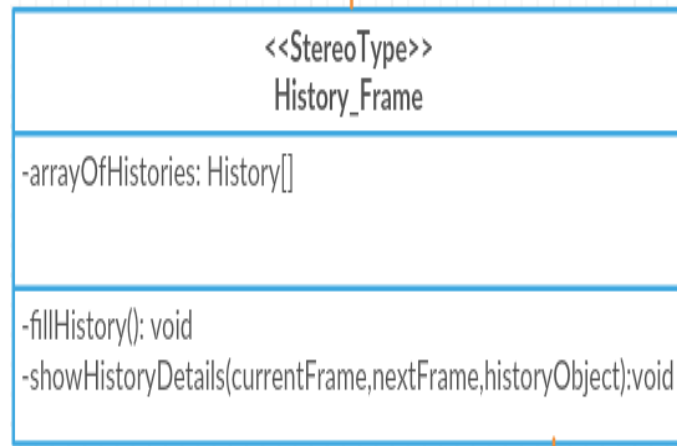 <<StereoType>>
History_Frame
-arrayOfHistories: History[]
-fillHistory(): void
-showHistoryDetails(currentFrame,nextFrame,historyObject):void